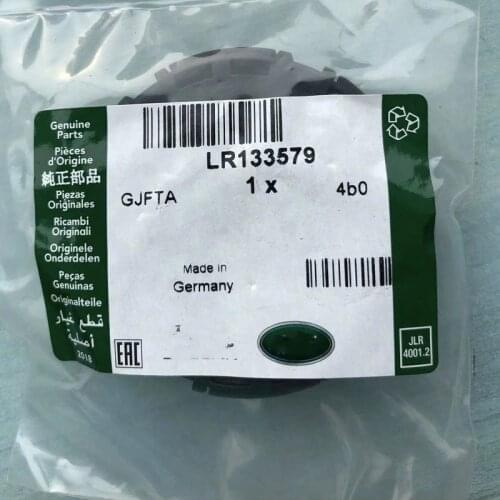 Genuine
Parts
Pièces
d'Origine
純正部品
Piezas
Originales
Ricambi
Originali
Originele
Onderdelen
Peças
Genuinas
Originalteile
قطع غيار
أصلية
2018
LR133579
1 x
GJFTA
4b0
Made in
Germany
EAC
JLR
4001.2